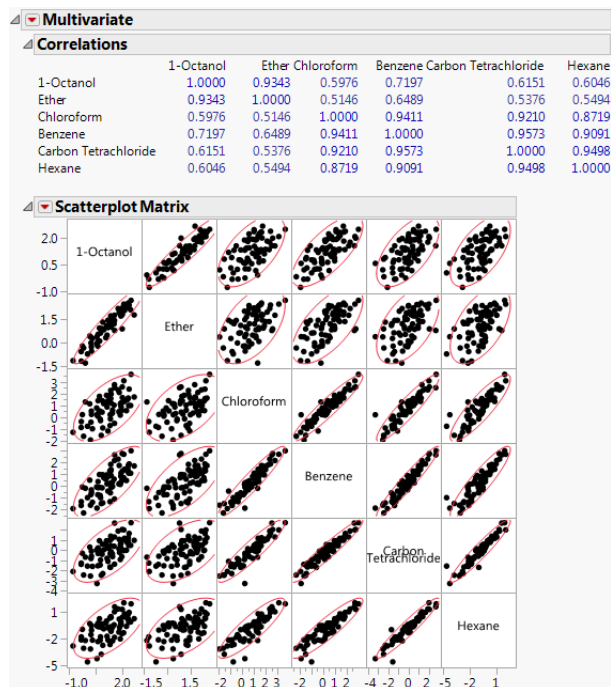 Multivariate
Correlations
1-Octanol Ether Chloroform Benzene Carbon Tetrachloride Hexane
1-Octanol 1.0000 0.9343 0.5976 0.7197 0.6151 0.6046
Ether 0.9343 1.0000 0.5146 0.6489 0.5376 0.5494
Chloroform 0.5976 0.5146 1.0000 0.9411 0.9210 0.8719
Benzene 0.7197 0.6489 0.9411 1.0000 0.9573 0.9091
Carbon Tetrachloride 0.6151 0.5376 0.9210 0.9573 1.0000 0.9498
Hexane 0.6046 0.5494 0.8719 0.9091 0.9498 1.0000
Scatterplot Matrix
2.0
1-Octanol
0.5
-1.0
1.5
Ether
0.0
-1.5
3
2
Chloroform
1
0
-1
-2
3
2
Benzene
1
0
-2
1
Carbon
0
Tetrachloride
-1
-2
-3
-4
1
Hexane
-2
-5
-1.0 2.0 -1.5 1.5 -2 0 1 2 3 -2 0 1 2 3 -4 -2 0 2 -5 -2 1